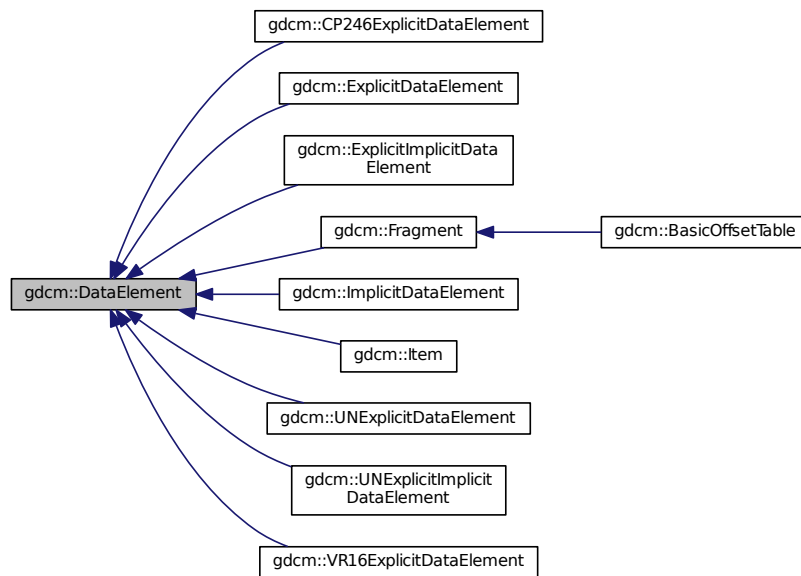 gdcm::CP246ExplicitDataElement
gdcm::ExplicitDataElement
gdcm::ExplicitImplicitData
Element
gdcm::Fragment
gdcm::BasicOffsetTable
gdcm::DataElement
gdcm::ImplicitDataElement
gdcm::Item
gdcm::UNExplicitDataElement
gdcm::UNExplicitImplicit
DataElement
gdcm::VR16ExplicitDataElement